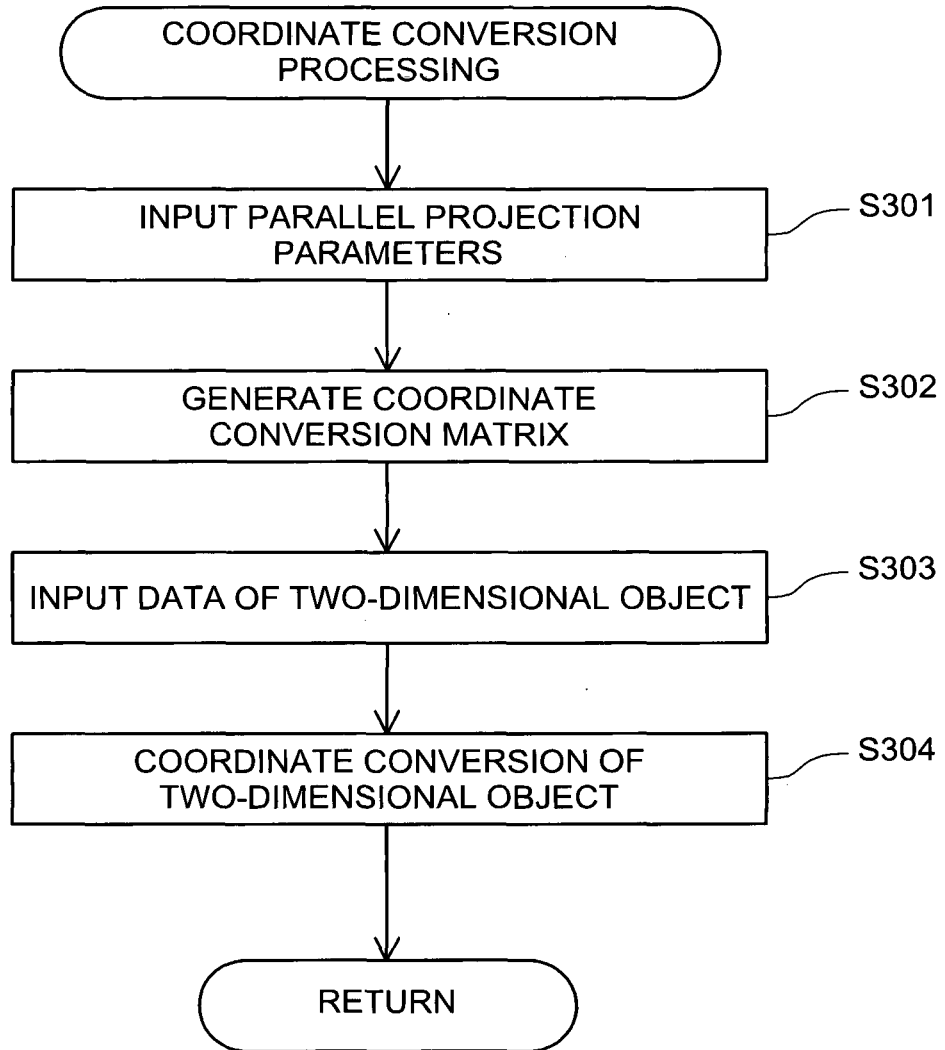 COORDINATE CONVERSION
PROCESSING
INPUT PARALLEL PROJECTION
PARAMETERS
S301
GENERATE COORDINATE
CONVERSION MATRIX
S302
INPUT DATA OF TWO-DIMENSIONAL OBJECT
S303
COORDINATE CONVERSION OF
TWO-DIMENSIONAL OBJECT
S304
RETURN